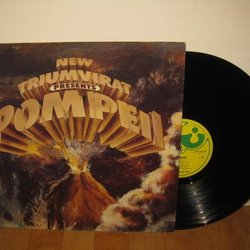 NEW
TRIUMVIRAT
PRESENTS
POMPEII